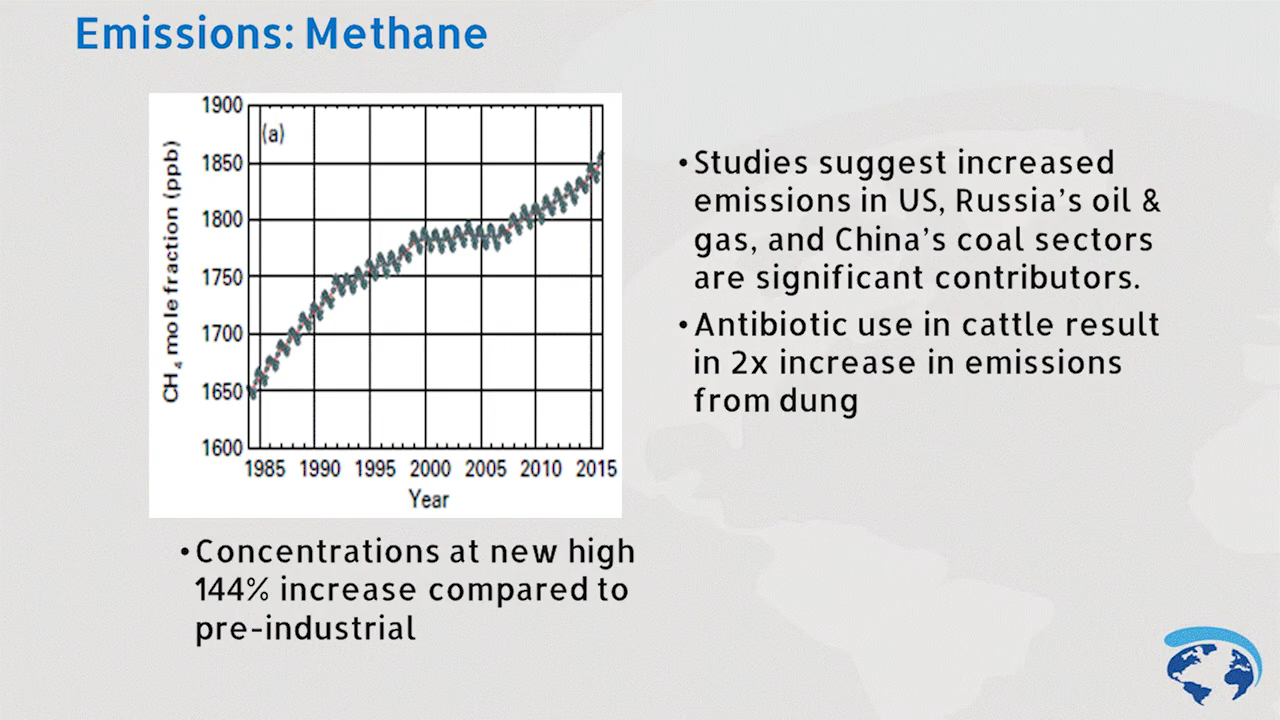 Emissions: Methane
(a)
CH₄ mole fraction (ppb)
1900
1850
1800
1750
1700
1650
1600
1985 1990 1995 2000 2005 2010 2015
Year
•Concentrations at new high
144% increase compared to
pre-industrial
•Studies suggest increased
emissions in US, Russia’s oil &
gas, and China’s coal sectors
are significant contributors.
•Antibiotic use in cattle result
in 2x increase in emissions
from dung